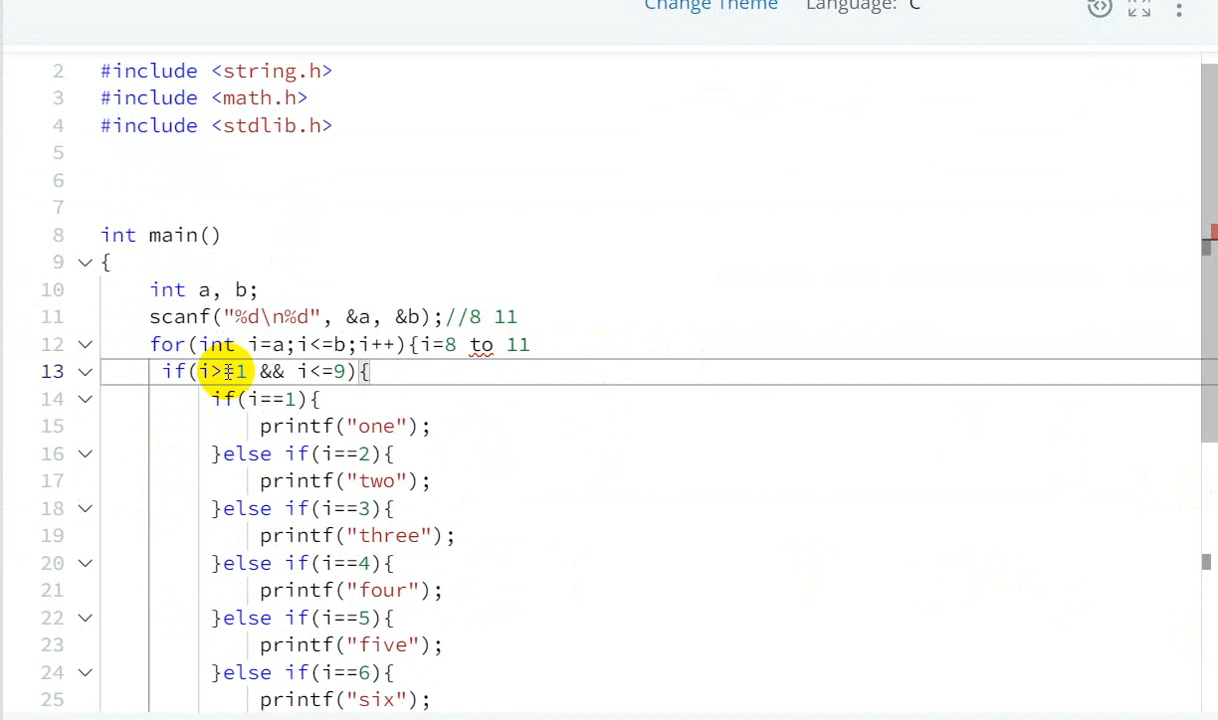 Change Theme Language: C
2 #include <string.h>
3 #include <math.h>
4 #include <stdlib.h>
5
6
7
8 int main()
9 {
10 int a, b;
11 scanf("%d\n%d", &a, &b);//8 11
12 for(int i=a;i<=b;i++){i=8 to 11
13 if(i>=1 && i<=9){
14 if(i==1){
15 printf("one");
16 }else if(i==2){
17 printf("two");
18 }else if(i==3){
19 printf("three");
20 }else if(i==4){
21 printf("four");
22 }else if(i==5){
23 printf("five");
24 }else if(i==6){
25 printf("six");